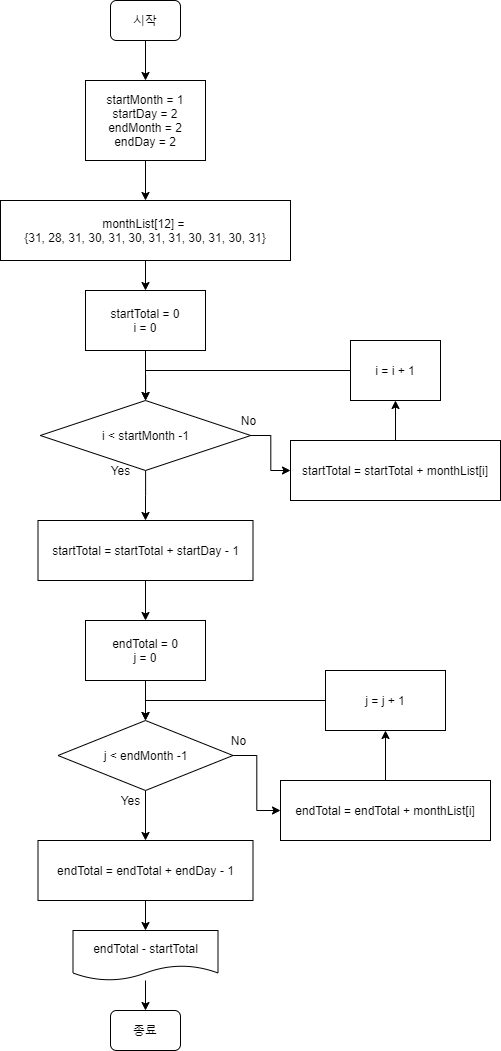 시작
startMonth = 1
startDay = 2
endMonth = 2
endDay = 2
monthList[12] =
{31, 28, 31, 30, 31, 30, 31, 31, 30, 31, 30, 31}
startTotal = 0
i = 0
i = i + 1
i < startMonth -1
No
Yes
startTotal = startTotal + monthList[i]
startTotal = startTotal + startDay - 1
endTotal = 0
j = 0
j = j + 1
j < endMonth -1
No
Yes
endTotal = endTotal + monthList[i]
endTotal = endTotal + endDay - 1
endTotal - startTotal
종료